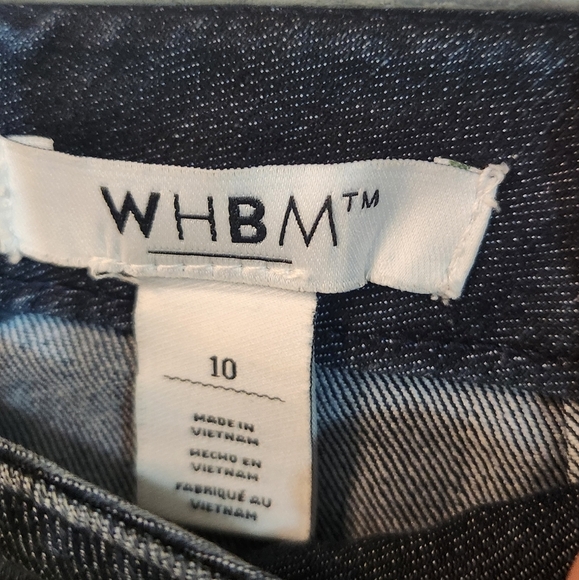 WHBM™
10
MADE IN
VIETNAM
HECHO EN
VIETNAM
FABRIQUÉ AU
VIETNAM